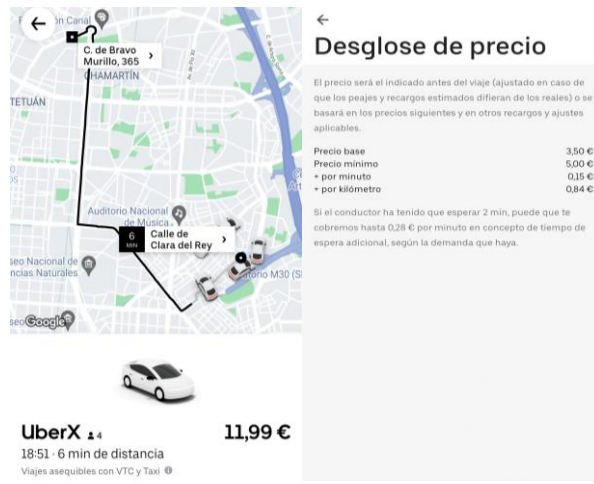 ón Canal
C. de Bravo
Murillo, 365
CHAMARTÍN
TETUÁN
Auditorio Nacional
de Música
6
MIN
Calle de
Clara del Rey
seo Nacional de
ncias Naturales
M30 (S
Google
UberX 4
11,99 €
18:51 · 6 min de distancia
Viajes asequibles con VTC y Taxi
Desglose de precio
El precio será el indicado antes del viaje (ajustado en caso de
que los peajes y recargos estimados difieran de los reales) o se
basará en los precios siguientes y en otros recargos y ajustes
aplicables.
Precio base 3,50 €
Precio mínimo 5,00 €
+ por minuto 0,15 €
+ por kilómetro 0,84 €
Si el conductor ha tenido que esperar 2 min, puede que te
cobremos hasta 0,28 € por minuto en concepto de tiempo de
espera adicional, según la demanda que haya.